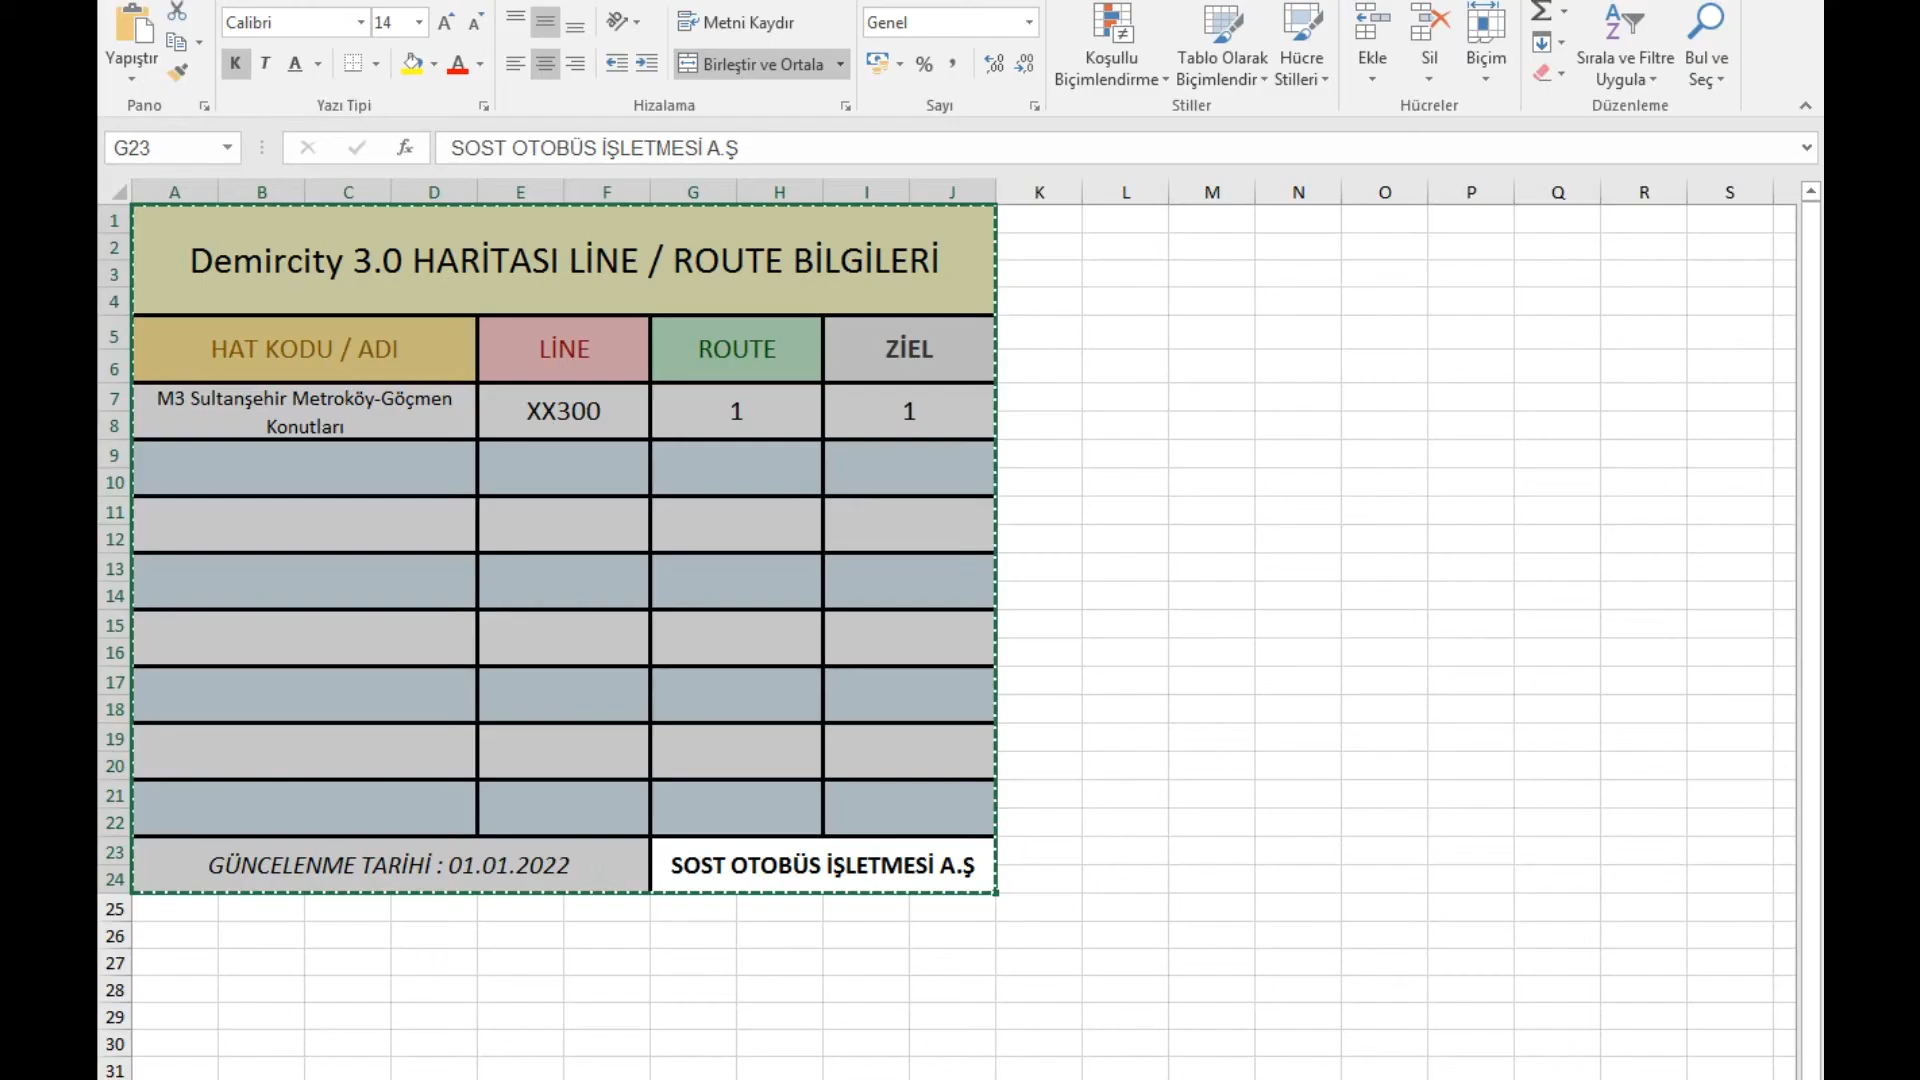 Calibri
14
Metni Kaydır
Genel
Yapıştır
K T A
A
Birleştir ve Ortala
%
Koşullu
Biçimlendirme
Tablo Olarak
Biçimlendir
Hücre
Stilleri
Ekle
Sil
Biçim
Sırala ve Filtre
Uygula
Bul ve
Seç
Pano
Yazı Tipi
Hizalama
Sayı
Stiller
Hücreler
Düzenleme
G23
fx
SOST OTOBÜS İŞLETMESİ A.Ş
A B C D E F G H I J K L M N O P Q R S
1
2
3
4
5
6
7
8
9
10
11
12
13
14
15
16
17
18
19
20
21
22
23
24
25
26
27
28
29
30
31
Demircity 3.0 HARİTASI LİNE / ROUTE BİLGİLERİ
HAT KODU / ADI
LİNE
ROUTE
ZİEL
M3 Sultanşehir Metroköy-Göçmen
Konutları
XX300
1
1
GÜNCELENME TARİHİ : 01.01.2022
SOST OTOBÜS İŞLETMESİ A.Ş